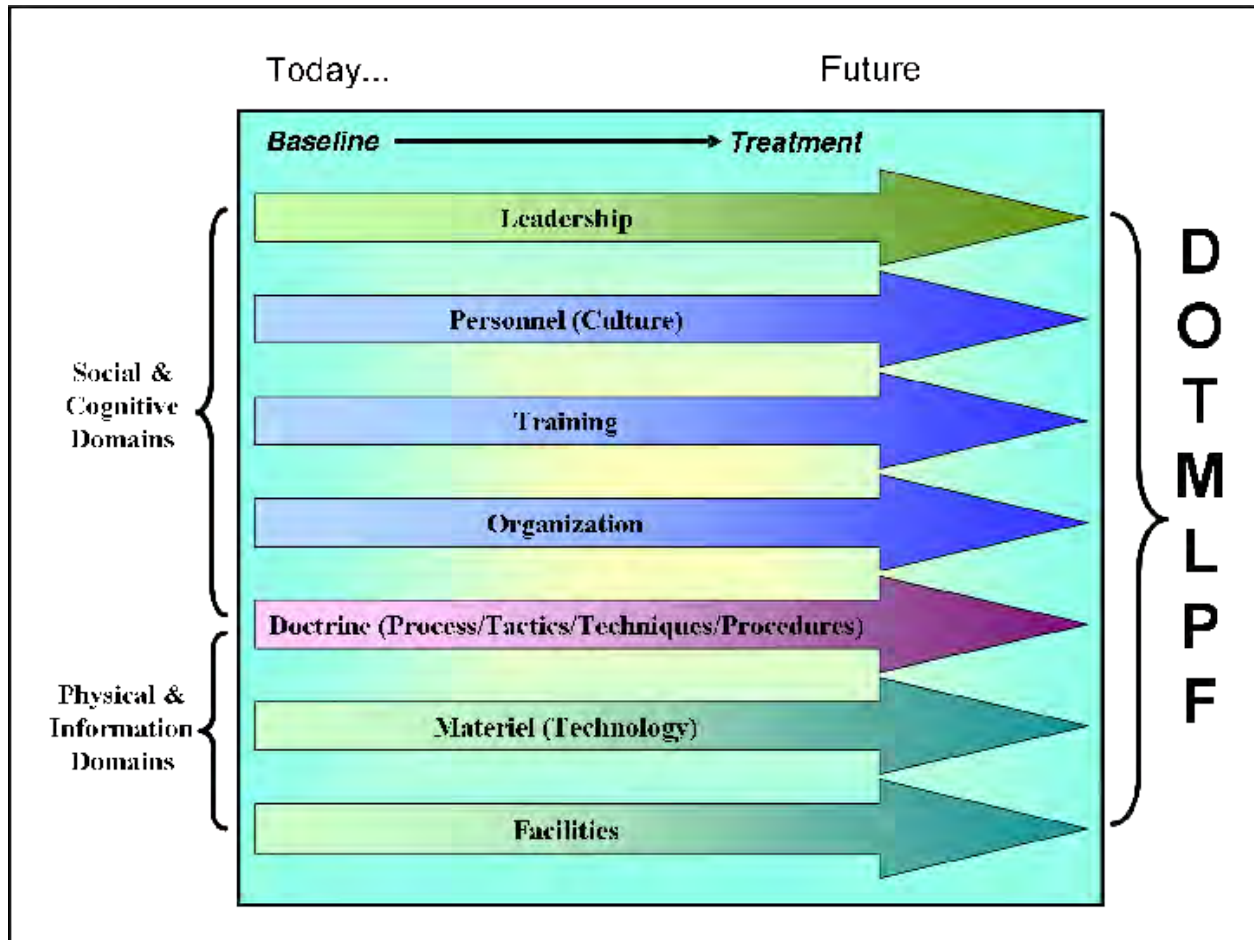 Today...
Future
Baseline
Treatment
Leadership
Personnel (Culture)
Training
Organization
Doctrine (Process/Tactics/Techniques/Procedures)
Materiel (Technology)
Facilities
Social &
Cognitive
Domains
Physical &
Information
Domains
D
O
T
M
L
P
F